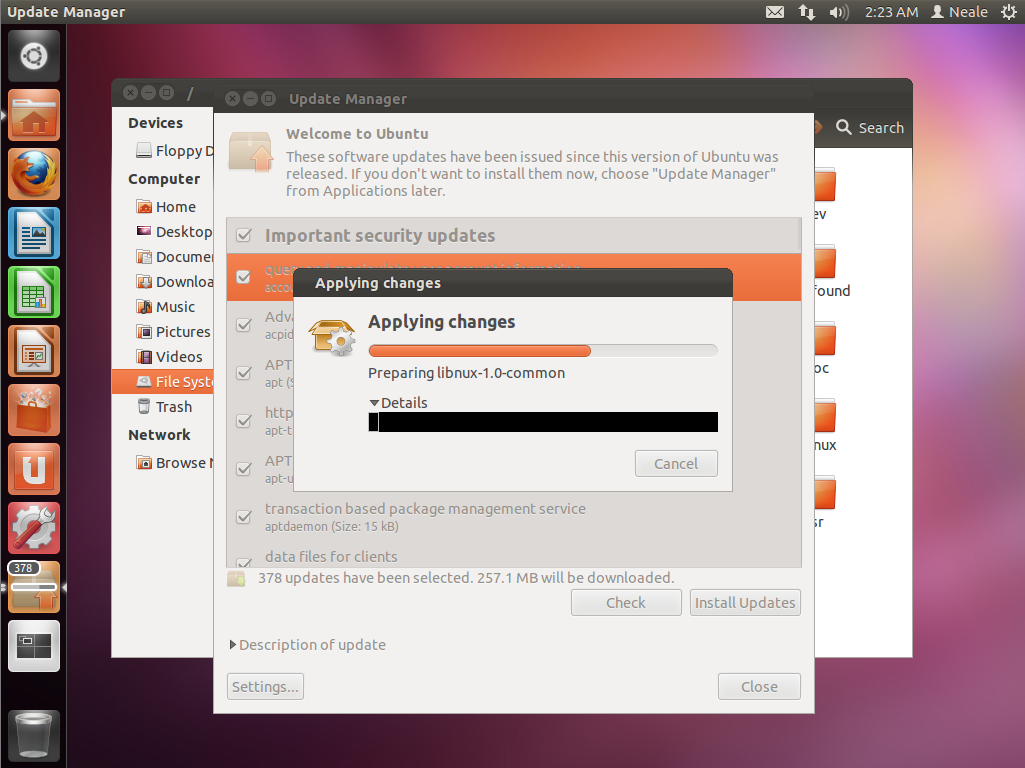 Update Manager
2:23 AM
Neale
/
Update Manager
Devices
Floppy D
Computer
Home
Desktop
Docume
Downloa
Music
Pictures
Videos
File Syste
Trash
Network
Browse N
Search
ev
found
oc
nux
sr
Welcome to Ubuntu
These software updates have been issued since this version of Ubuntu was
released. If you don't want to install them now, choose "Update Manager"
from Applications later.
Important security updates
accou
Adva
acpid
APT
apt (S
http
apt-t
APT
apt-u
transaction based package management service
aptdaemon (Size: 15 kB)
data files for clients
Applying changes
Applying changes
Preparing libnux-1.0-common
Details
Cancel
378 updates have been selected. 257.1 MB will be downloaded.
Check
Install Updates
Description of update
Settings...
Close
378